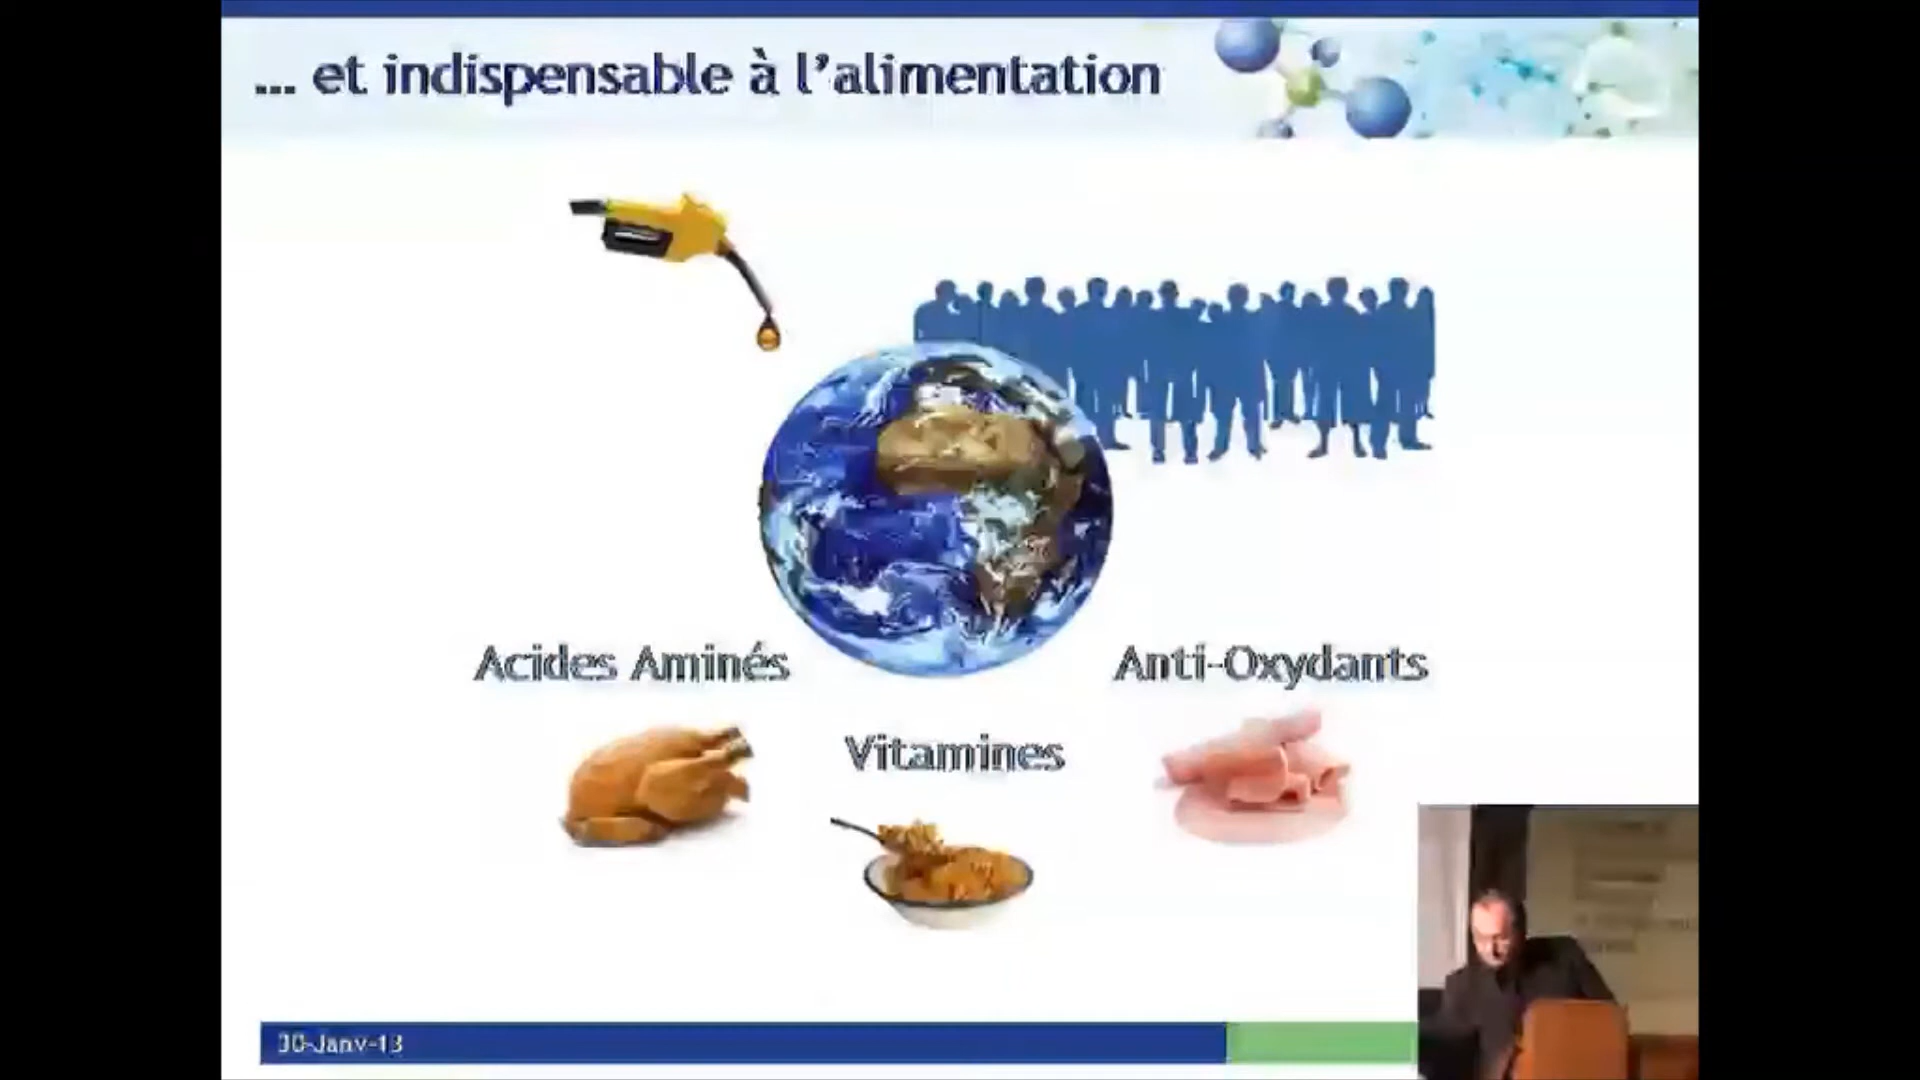 ... et indispensable à l'alimentation
Acides Aminés
Anti-Oxydants
Vitamines
30-Janv-13